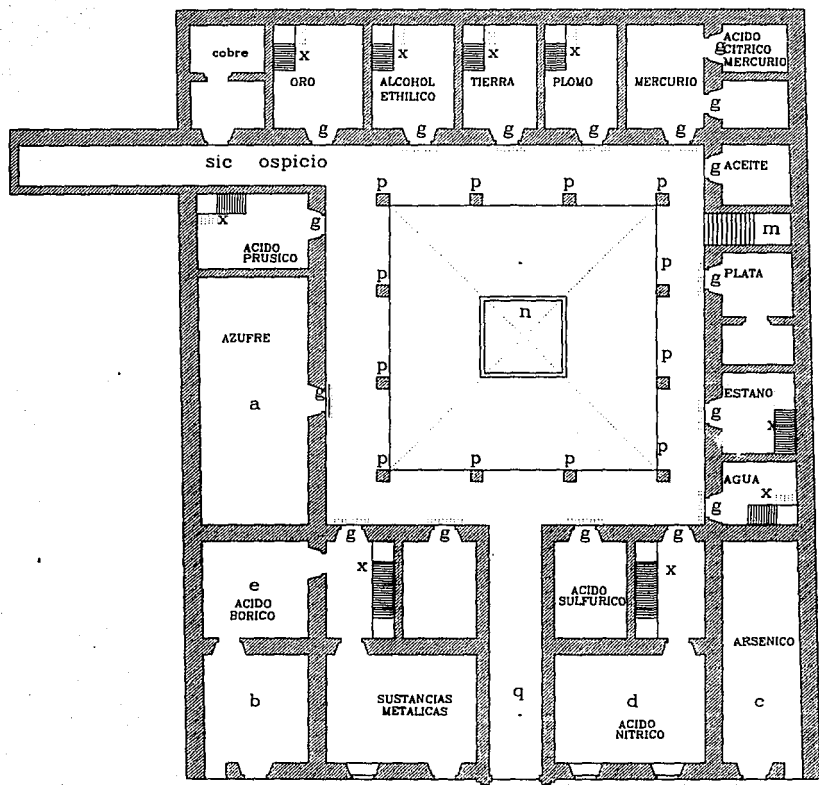 cobre
x
ORO
x
ALCOHOL
ETHILICO
x
TIERRA
x
PLOMO
MERCURIO
ACIDO
CITRICO
MERCURIO
g
g
g
g
g
g
g
g
sic ospicio
g
ACEITE
p
p
p
p
x
ACIDO
PRUSICO
g
m
p
p
g
PLATA
n
AZUFRE
a
g
p
p
ESTANO
g
x
p
p
p
p
AGUA
x
g
g
g
g
g
x
x
e
ACIDO
BORICO
ACIDO
SULFURICO
ARSENICO
b
SUSTANCIAS
METALICAS
q
d
ACIDO
NITRICO
c